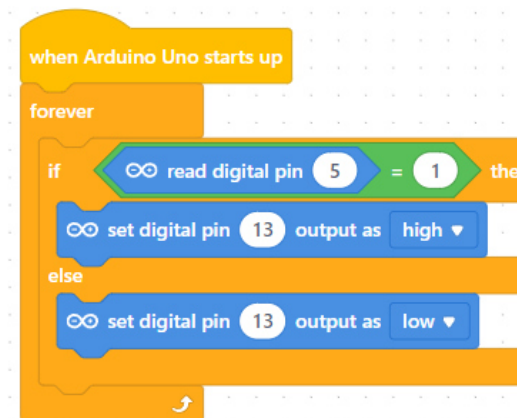 when Arduino Uno starts up
forever
if read digital pin 5 = 1 the
set digital pin 13 output as high
else
set digital pin 13 output as low